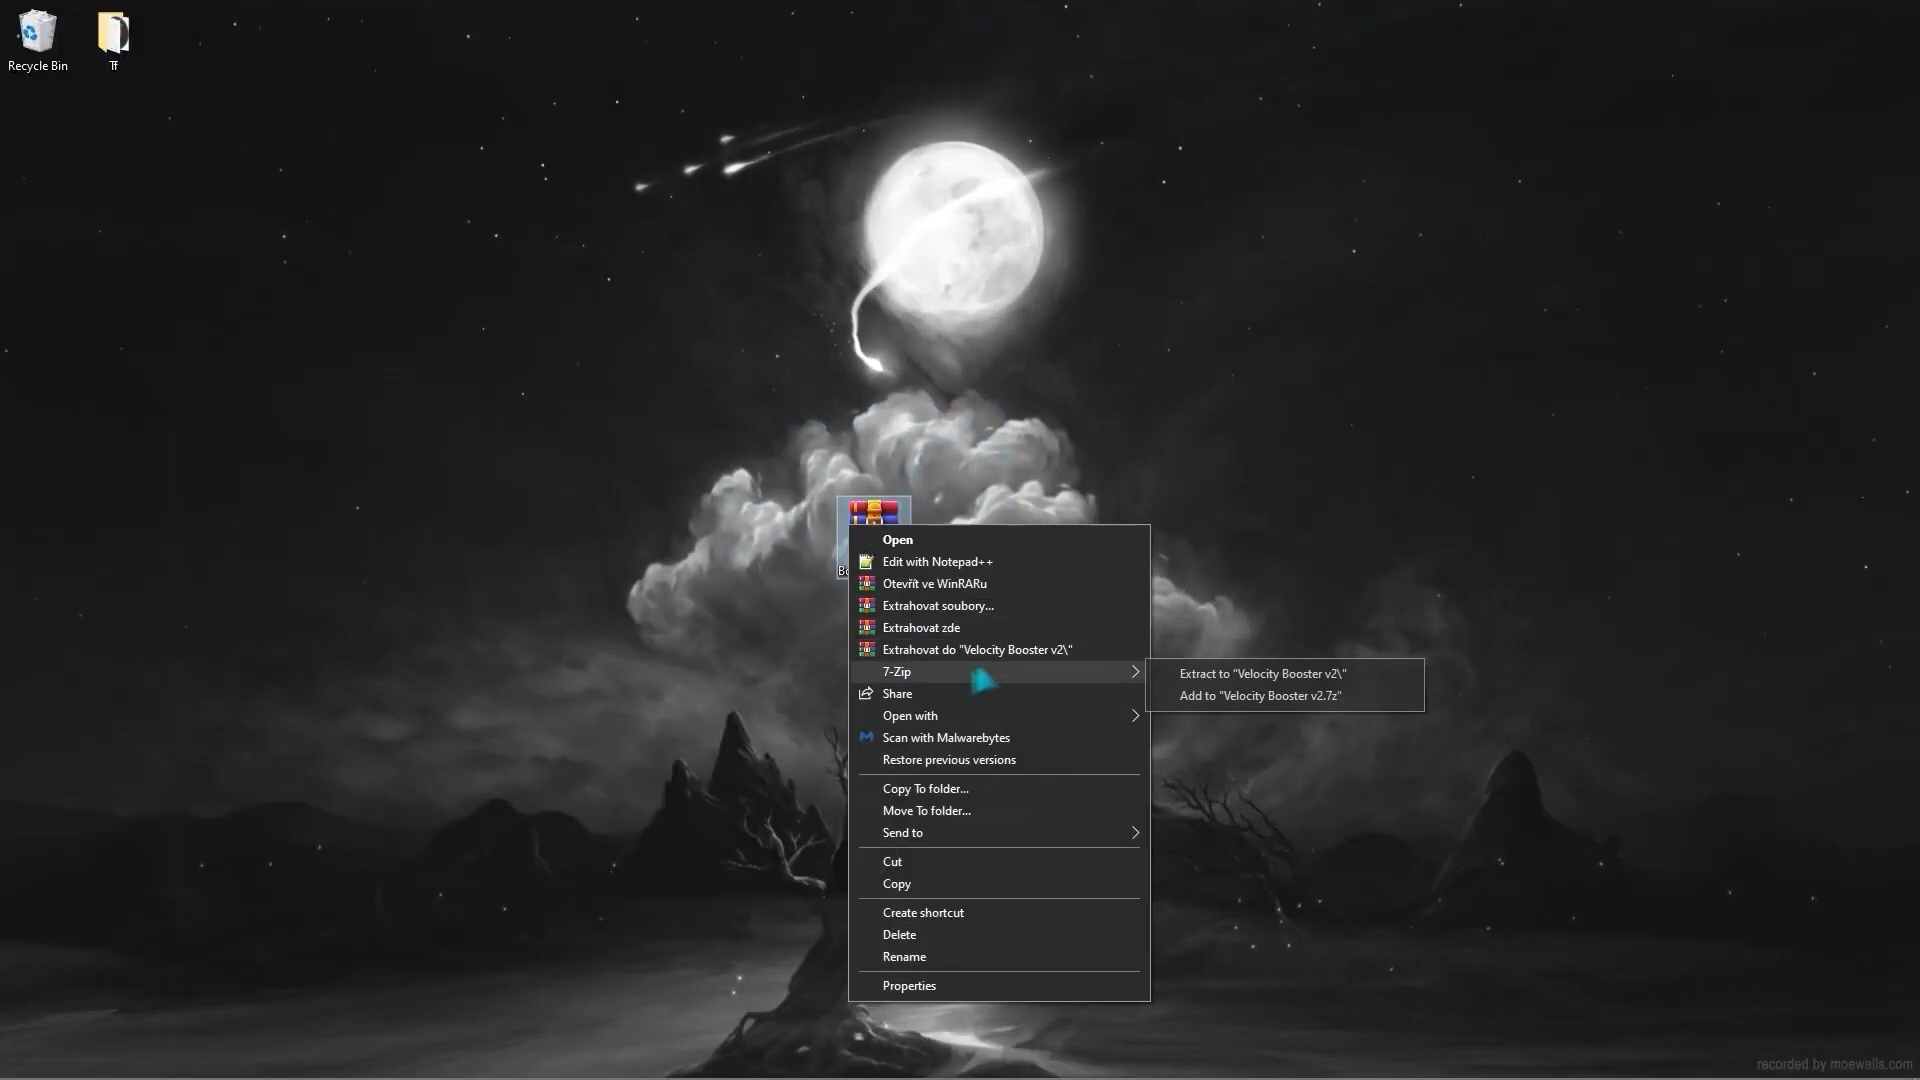 Recycle Bin
Tf
Open
Edit with Notepad++
Otevřít ve WinRARu
Extrahovat soubory...
Extrahovat zde
Extrahovat do "Velocity Booster v2\"
7-Zip
Extract to "Velocity Booster v2\"
Add to "Velocity Booster v2.7z"
Share
Open with
Scan with Malwarebytes
Restore previous versions
Copy To folder...
Move To folder...
Send to
Cut
Copy
Create shortcut
Delete
Rename
Properties
recorded by moewalls.com